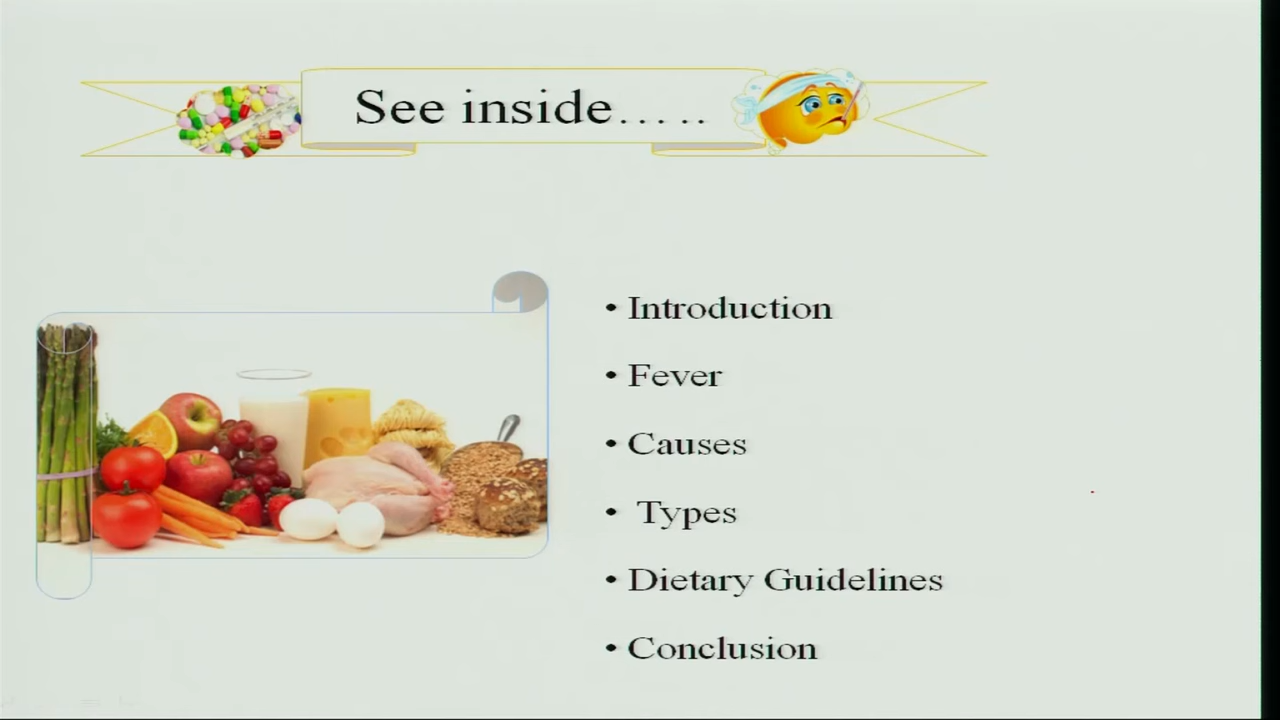 See inside.....
• Introduction
• Fever
• Causes
• Types
• Dietary Guidelines
• Conclusion